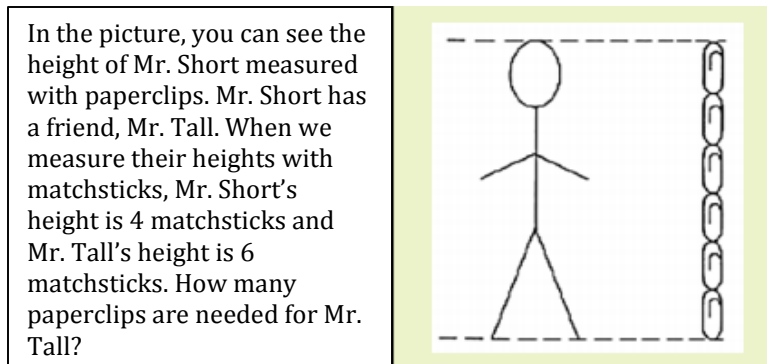 In the picture, you can see the
height of Mr. Short measured
with paperclips. Mr. Short has
a friend, Mr. Tall. When we
measure their heights with
matchsticks, Mr. Short’s
height is 4 matchsticks and
Mr. Tall’s height is 6
matchsticks. How many
paperclips are needed for Mr.
Tall?